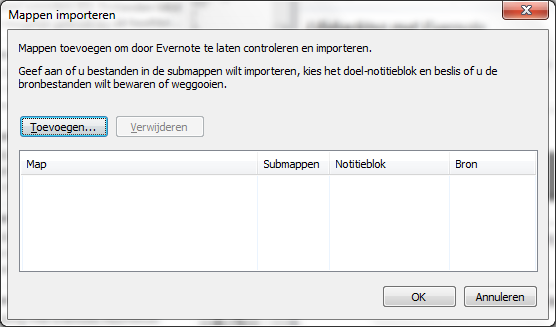 Mappen importeren
Mappen toevoegen om door Evernote te laten controleren en importeren.
Geef aan of u bestanden in de submappen wilt importeren, kies het doel-notitieblok en beslis of u de
bronbestanden wilt bewaren of weggooien.
Toevoegen... Verwijderen
Map Submappen Notitieblok Bron
OK Annuleren